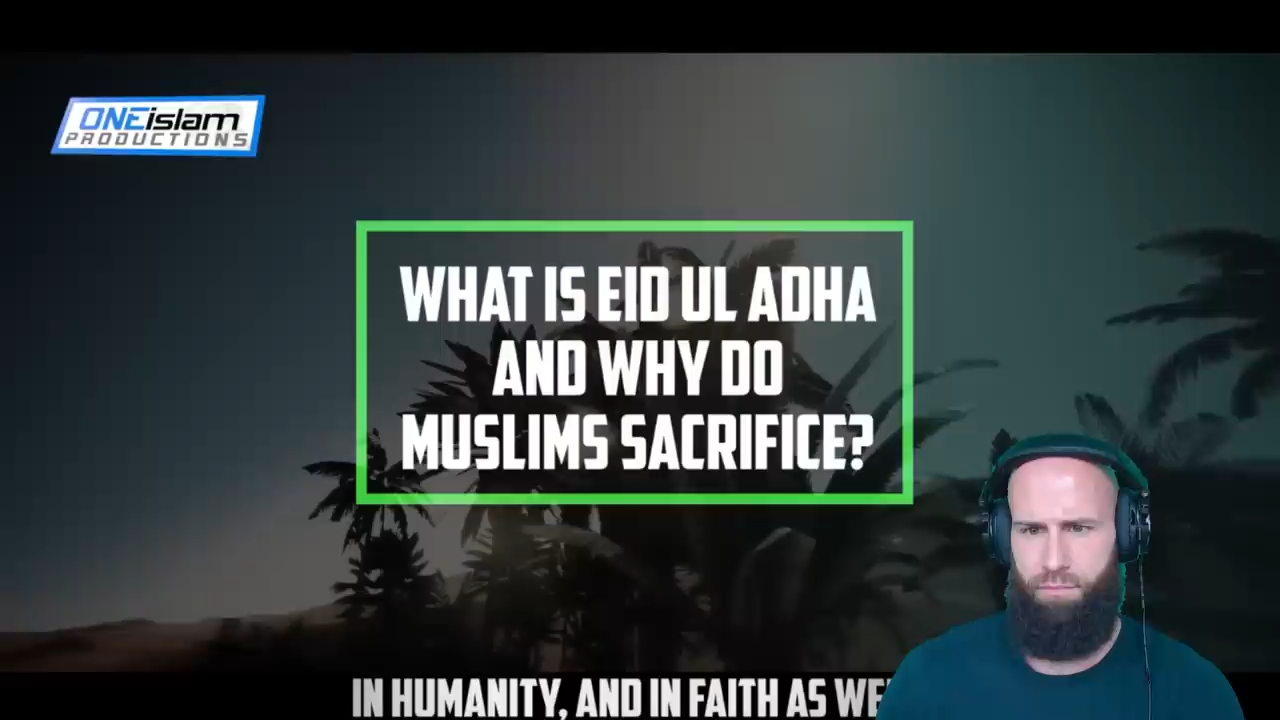 ONEislam
PRODUCTIONS
WHAT IS EID UL ADHA
AND WHY DO
MUSLIMS SACRIFICE?
IN HUMANITY, AND IN FAITH AS